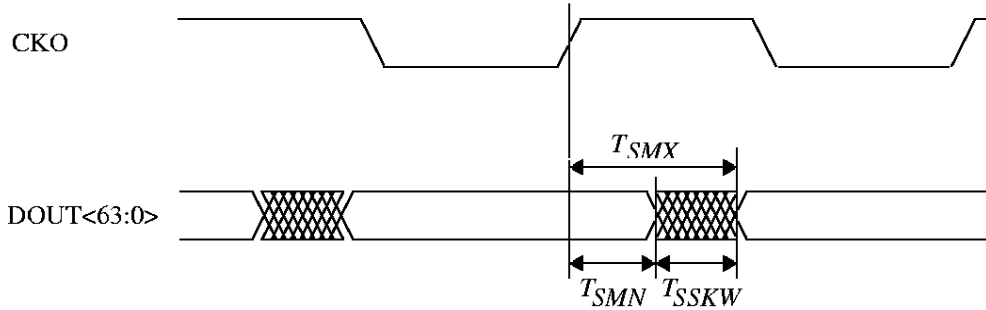 CKO
T_SMX
DOUT<63:0>
T_SMN
T_SSKW